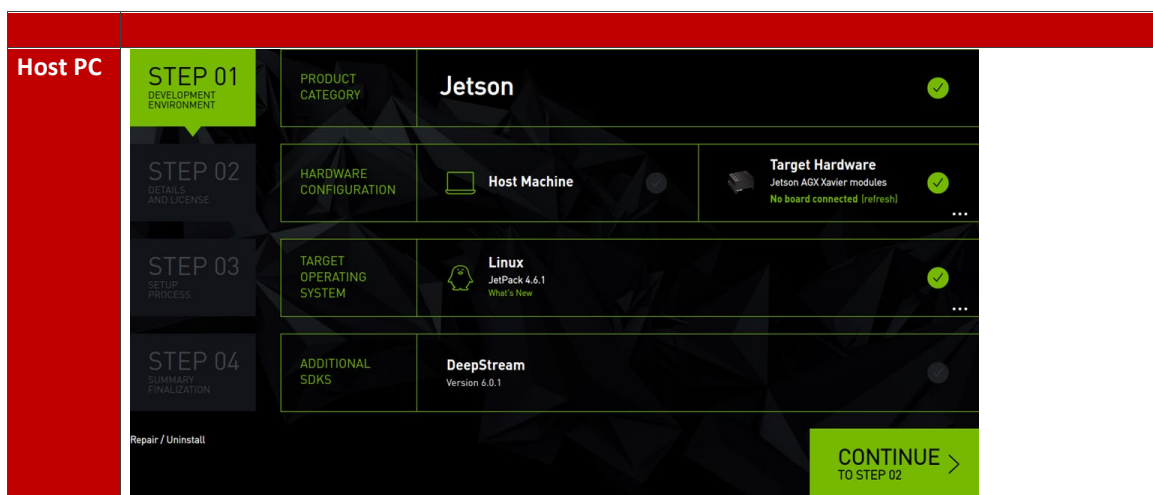 Host PC
STEP 01
DEVELOPMENT
ENVIRONMENT
PRODUCT
CATEGORY
Jetson
STEP 02
DETAILS
AND LICENSE
HARDWARE
CONFIGURATION
Host Machine
Target Hardware
Jetson AGX Xavier modules
No board connected (refresh)
...
STEP 03
SETUP
PROCESS
TARGET
OPERATING
SYSTEM
Linux
JetPack 4.6.1
What's New
...
STEP 04
SUMMARY
FINALIZATION
ADDITIONAL
SDKS
DeepStream
Version 6.0.1
Repair / Uninstall
CONTINUE >
TO STEP 02